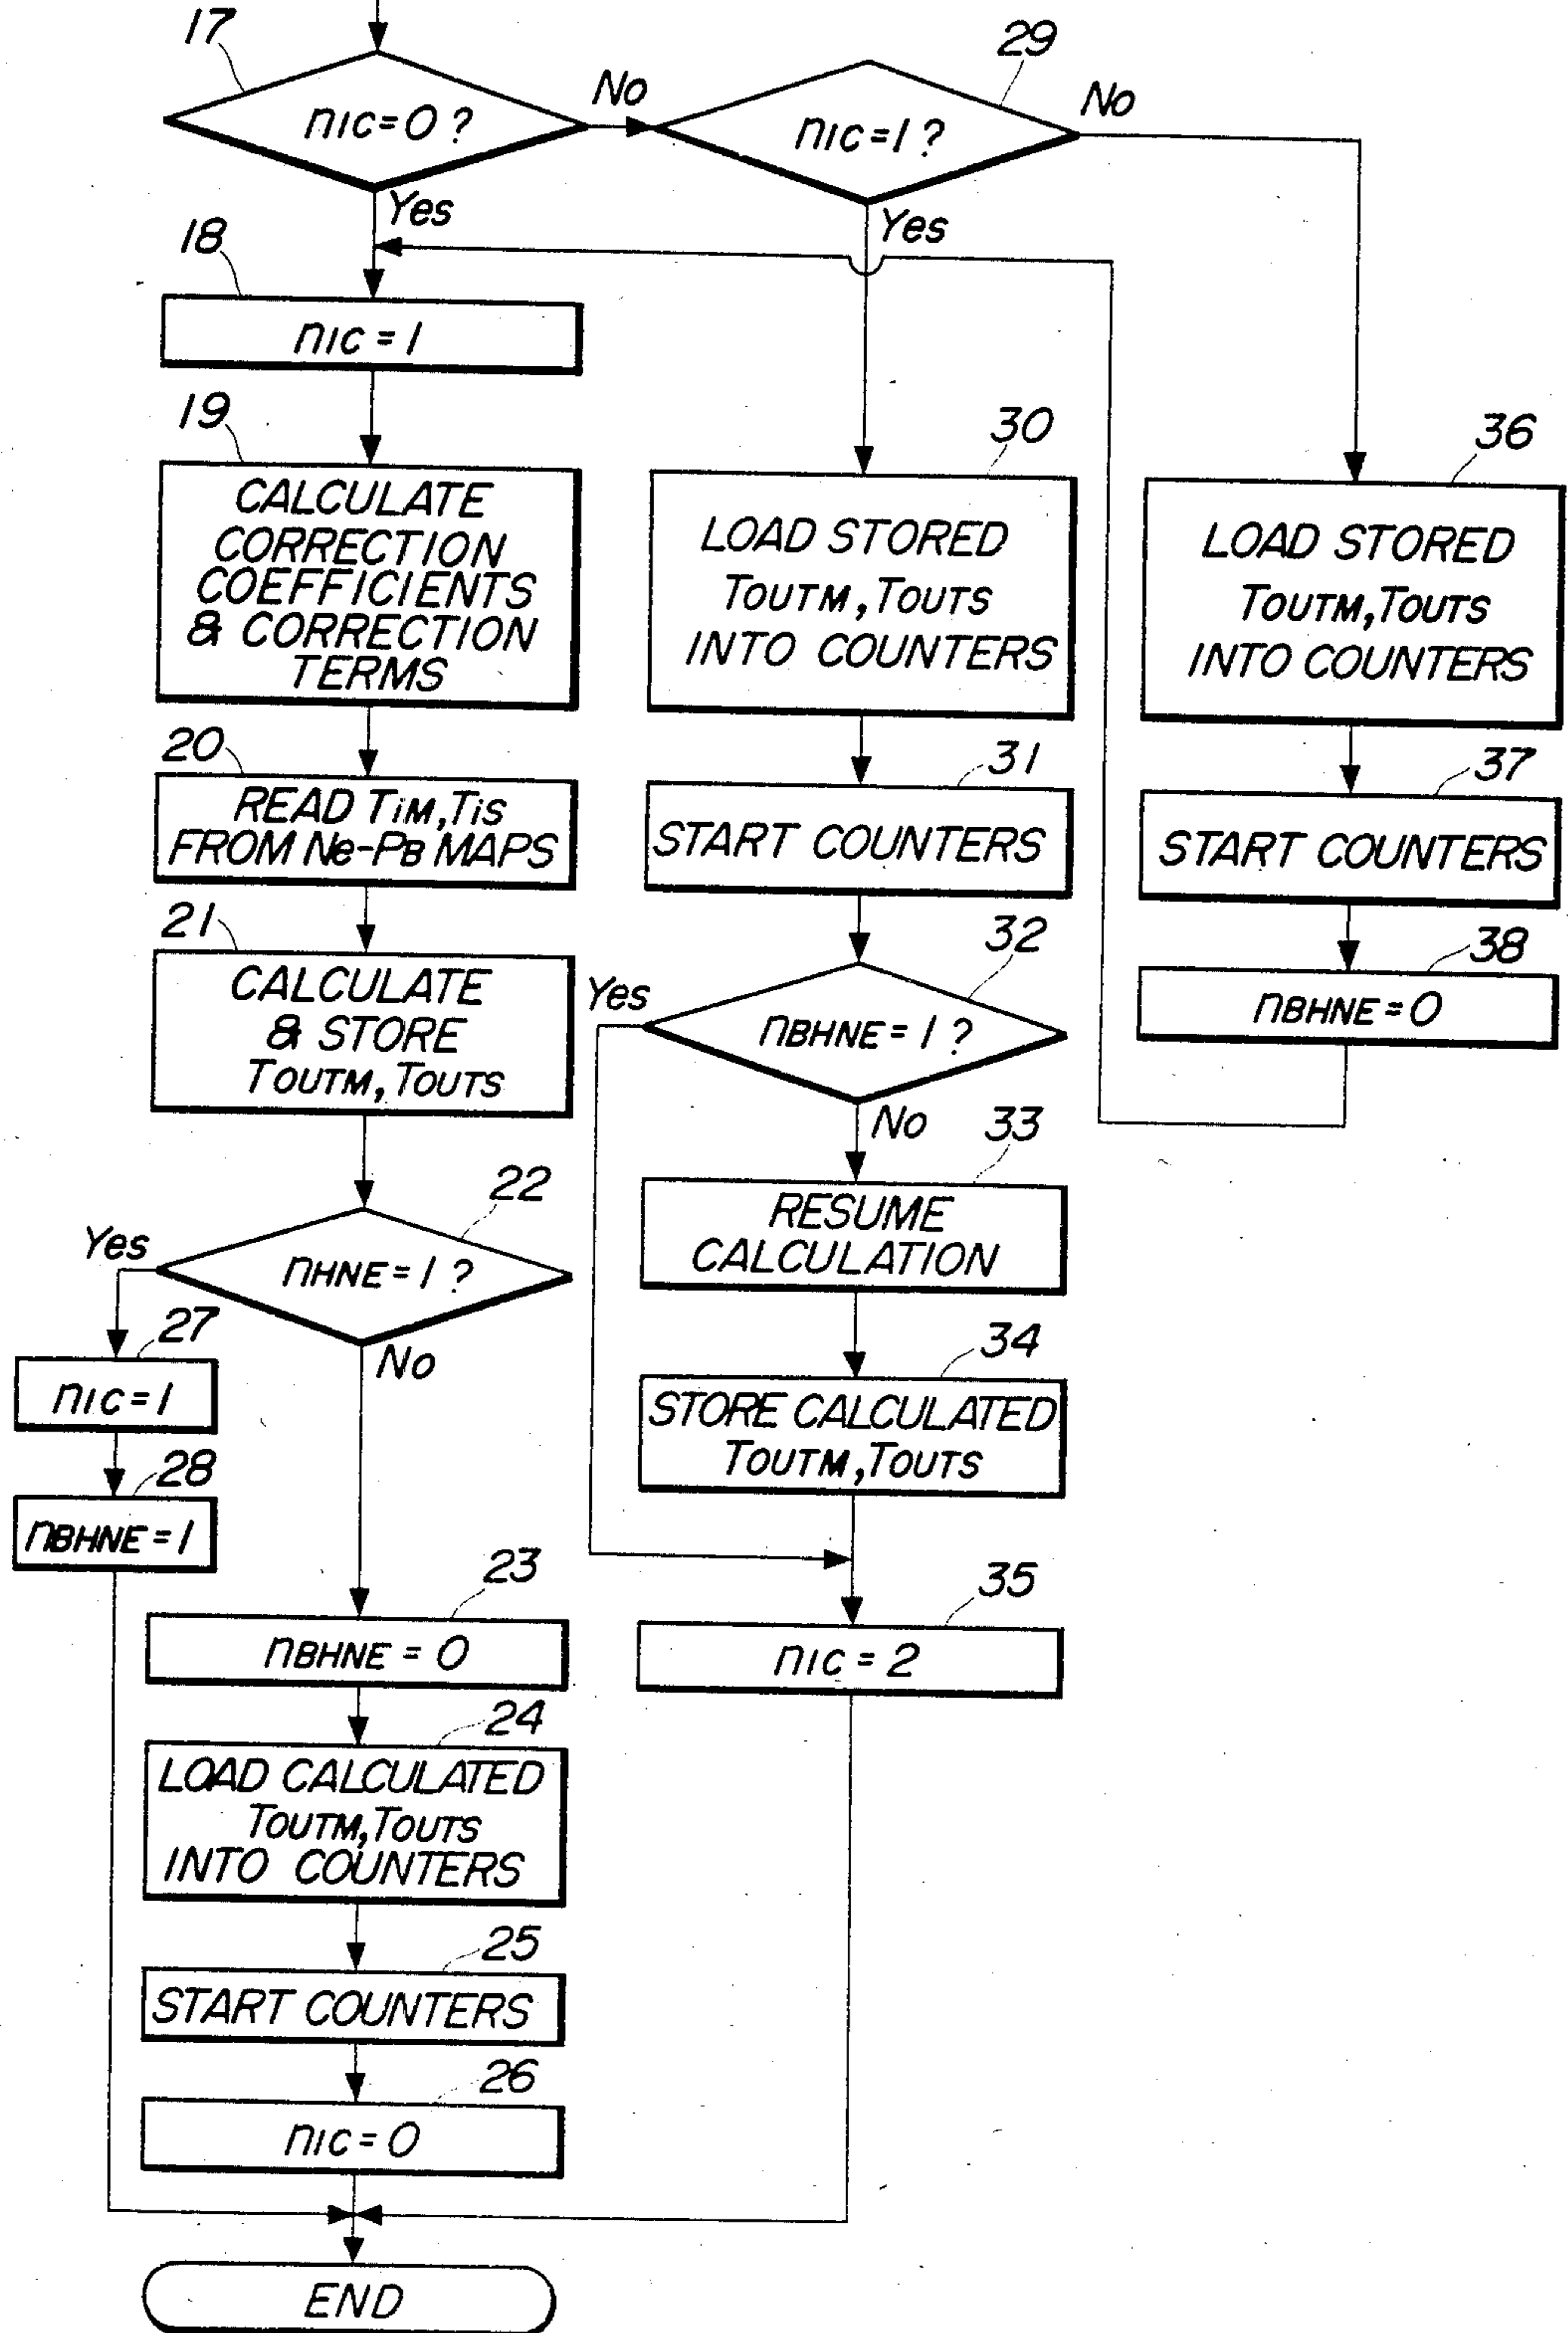 17
nIC=0?
No
29
nIC=1?
No
Yes
Yes
18
nIC=1
19
CALCULATE
CORRECTION
COEFFICIENTS
& CORRECTION
TERMS
30
LOAD STORED
TOUTM, TOUTS
INTO COUNTERS
36
LOAD STORED
TOUTM, TOUTS
INTO COUNTERS
20
READ TiM, TiS
FROM Ne-PB MAPS
31
START COUNTERS
37
START COUNTERS
21
CALCULATE
& STORE
TOUTM, TOUTS
32
Yes
nBHNE=1?
No
38
nBHNE=0
22
Yes
nHNE=1?
No
33
RESUME
CALCULATION
27
nIC=1
34
STORE CALCULATED
TOUTM, TOUTS
28
nBHNE=1
23
nBHNE=0
35
nIC=2
24
LOAD CALCULATED
TOUTM, TOUTS
INTO COUNTERS
25
START COUNTERS
26
nIC=0
END